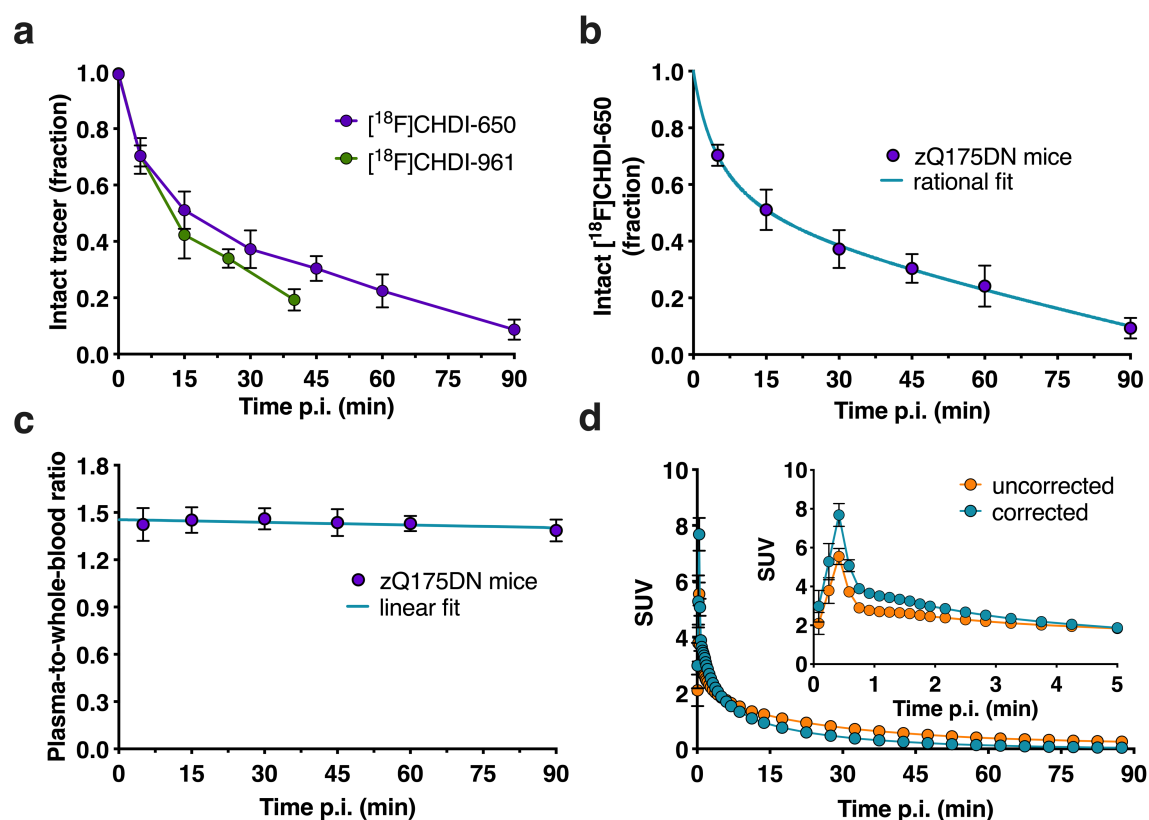 a
Intact tracer (fraction)
1.0
0.8
0.6
0.4
0.2
0.0
[¹⁸F]CHDI-650
[¹⁸F]CHDI-961
0 15 30 45 60 75 90
Time p.i. (min)
b
Intact [¹⁸F]CHDI-650
(fraction)
1.0
0.8
0.6
0.4
0.2
0.0
zQ175DN mice
rational fit
0 15 30 45 60 75 90
Time p.i. (min)
c
Plasma-to-whole-blood ratio
1.8
1.5
1.2
0.9
0.6
0.3
0.0
zQ175DN mice
linear fit
0 15 30 45 60 75 90
Time p.i. (min)
d
SUV
10
8
6
4
2
0
SUV
10
8
6
4
2
0
uncorrected
corrected
0 1 2 3 4 5
Time p.i. (min)
0 15 30 45 60 75 90
Time p.i. (min)